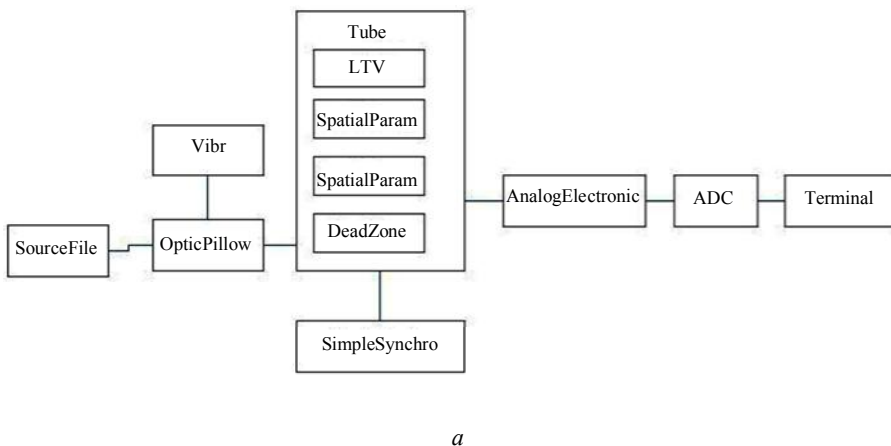 Tube
LTV
SpatialParam
SpatialParam
DeadZone
Vibr
SourceFile
OpticPillow
AnalogElectronic
ADC
Terminal
SimpleSynchro
a